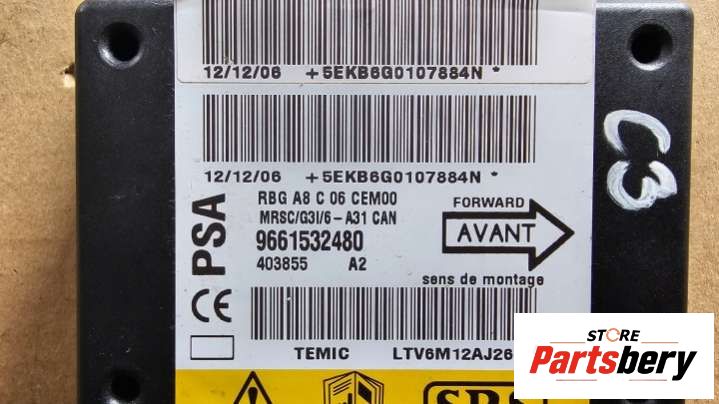 12/12/06 +5EKB6G0107884N *
12/12/06 +5EKB6G0107884N *
C3
PSA
RBG A8 C 06 CEM00
MRSC/G3I/6-A31 CAN
9661532480
403855 A2
FORWARD
AVANT
sens de montage
CE
TEMIC LTV6M12AJ26
SRS
STORE
Partsbery